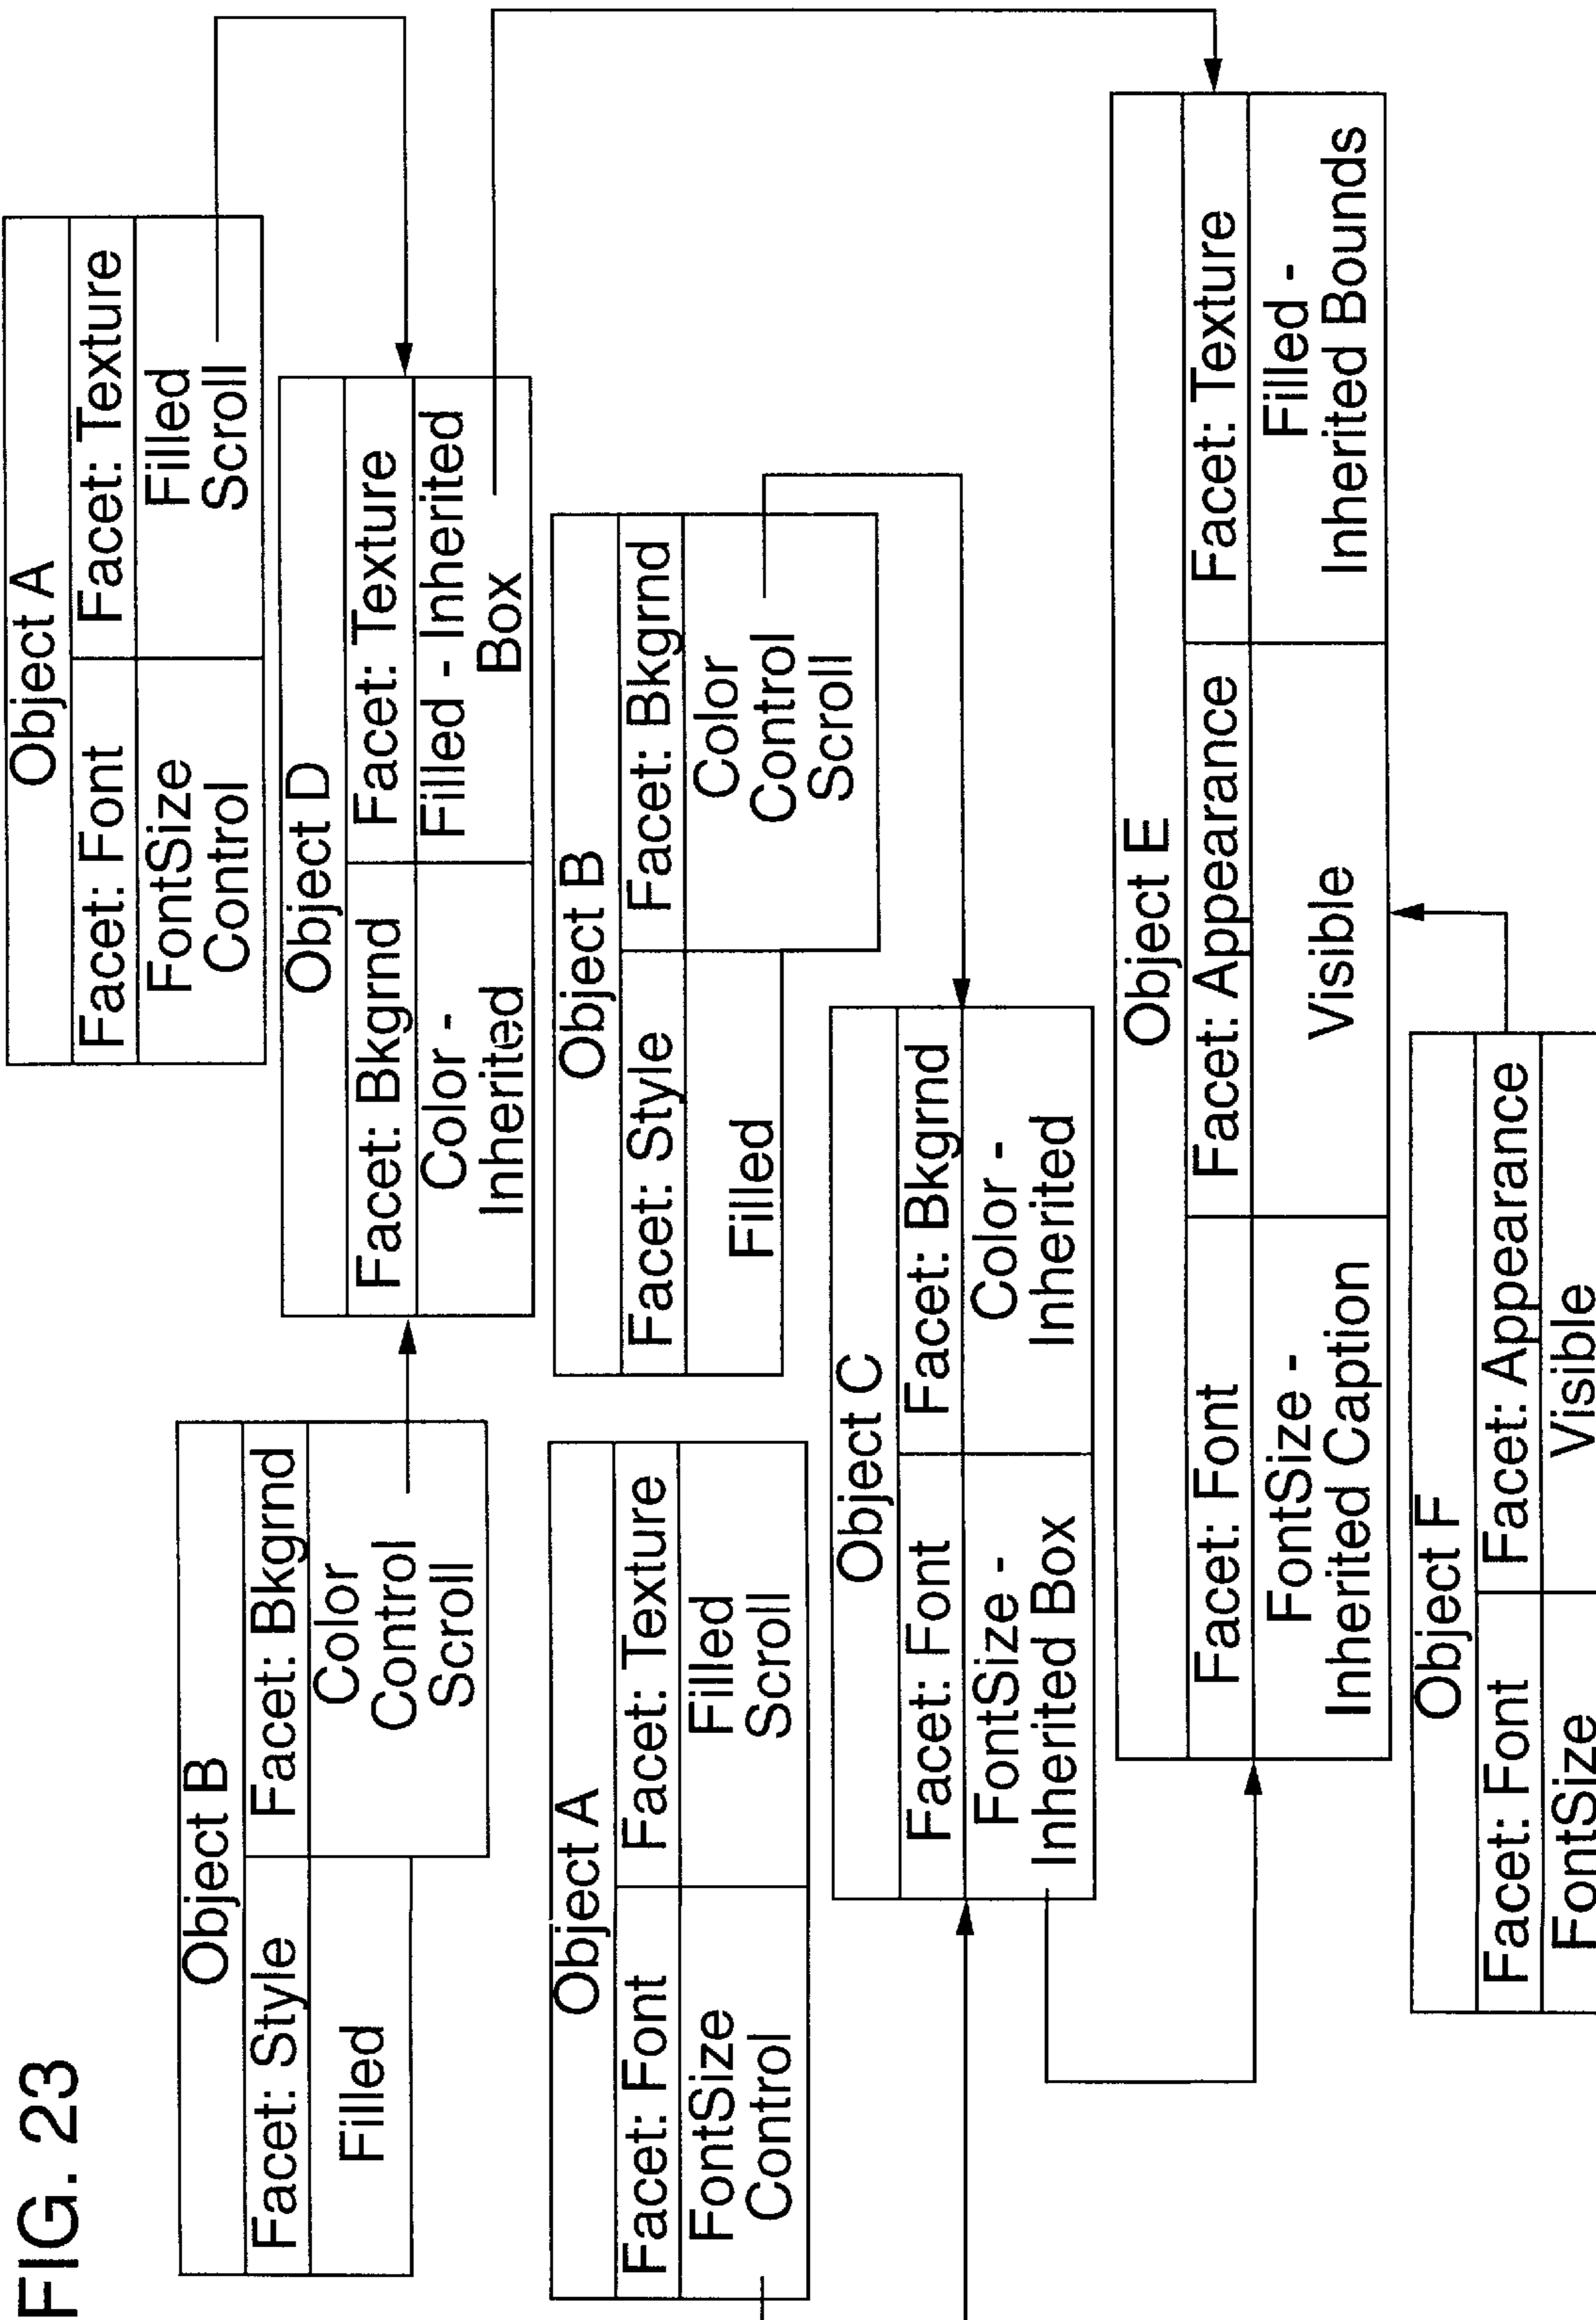 FIG. 23
Object B
Facet: Style
Facet: Bkgrnd
Filled
Color
Control
Scroll
Object A
Facet: Font
Facet: Texture
FontSize
Control
Filled
Scroll
Object D
Facet: Bkgrnd
Facet: Texture
Color -
Inherited
Filled - Inherited
Box
Object A
Facet: Font
Facet: Texture
FontSize
Control
Filled
Scroll
Object B
Facet: Style
Facet: Bkgrnd
Filled
Color
Control
Scroll
Object C
Facet: Font
Facet: Bkgrnd
FontSize -
Inherited Box
Color -
Inherited
Object E
Facet: Font
Facet: Appearance
Facet: Texture
FontSize -
Inherited Caption
Visible
Filled -
Inherited Bounds
Object F
Facet: Font
Facet: Appearance
FontSize
Visible